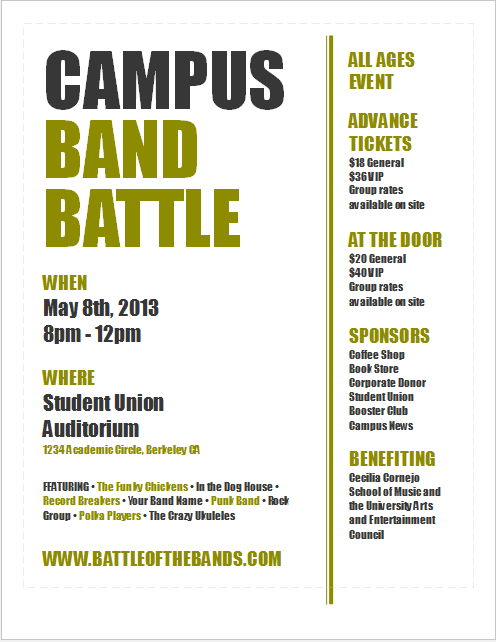 CAMPUS
BAND
BATTLE
WHEN
May 8th, 2013
8pm - 12pm
WHERE
Student Union
Auditorium
1234 Academic Circle, Berkeley CA
FEATURING • The Funky Chickens • In the Dog House •
Record Breakers • Your Band Name • Punk Band • Rock
Group • Polka Players • The Crazy Ukuleles
WWW.BATTLEOFTHEBANDS.COM
ALL AGES
EVENT
ADVANCE
TICKETS
$18 General
$36 VIP
Group rates
available on site
AT THE DOOR
$20 General
$40 VIP
Group rates
available on site
SPONSORS
Coffee Shop
Book Store
Corporate Donor
Student Union
Booster Club
Campus News
BENEFITING
Cecilia Cornejo
School of Music and
the University Arts
and Entertainment
Council